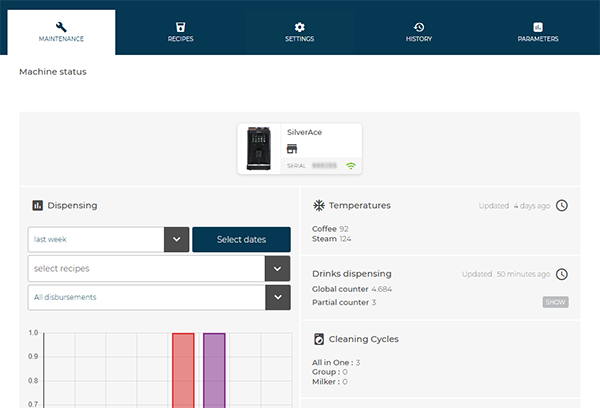 MAINTENANCE
RECIPES
SETTINGS
HISTORY
PARAMETERS
Machine status
SilverAce
SERIAL
Dispensing
last week
Select dates
select recipes
All disbursements
1.0
0.9
0.8
0.7
Temperatures
Updated 4 days ago
Coffee 92
Steam 124
Drinks dispensing
Updated 50 minutes ago
Global counter 4.684
Partial counter 3
SHOW
Cleaning Cycles
All in One : 3
Group : 0
Milker : 0